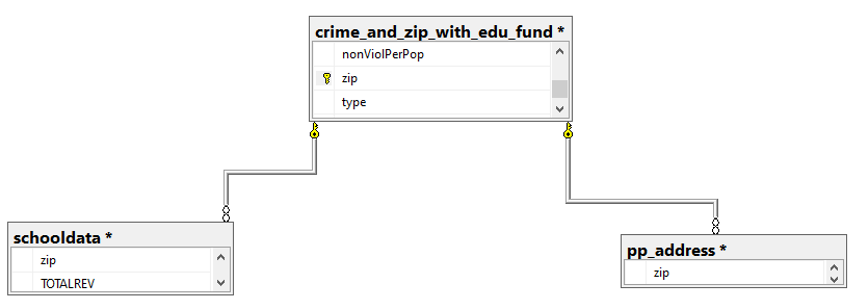 crime_and_zip_with_edu_fund *
nonViolPerPop
zip
type
schooldata *
zip
TOTALREV
pp_address *
zip